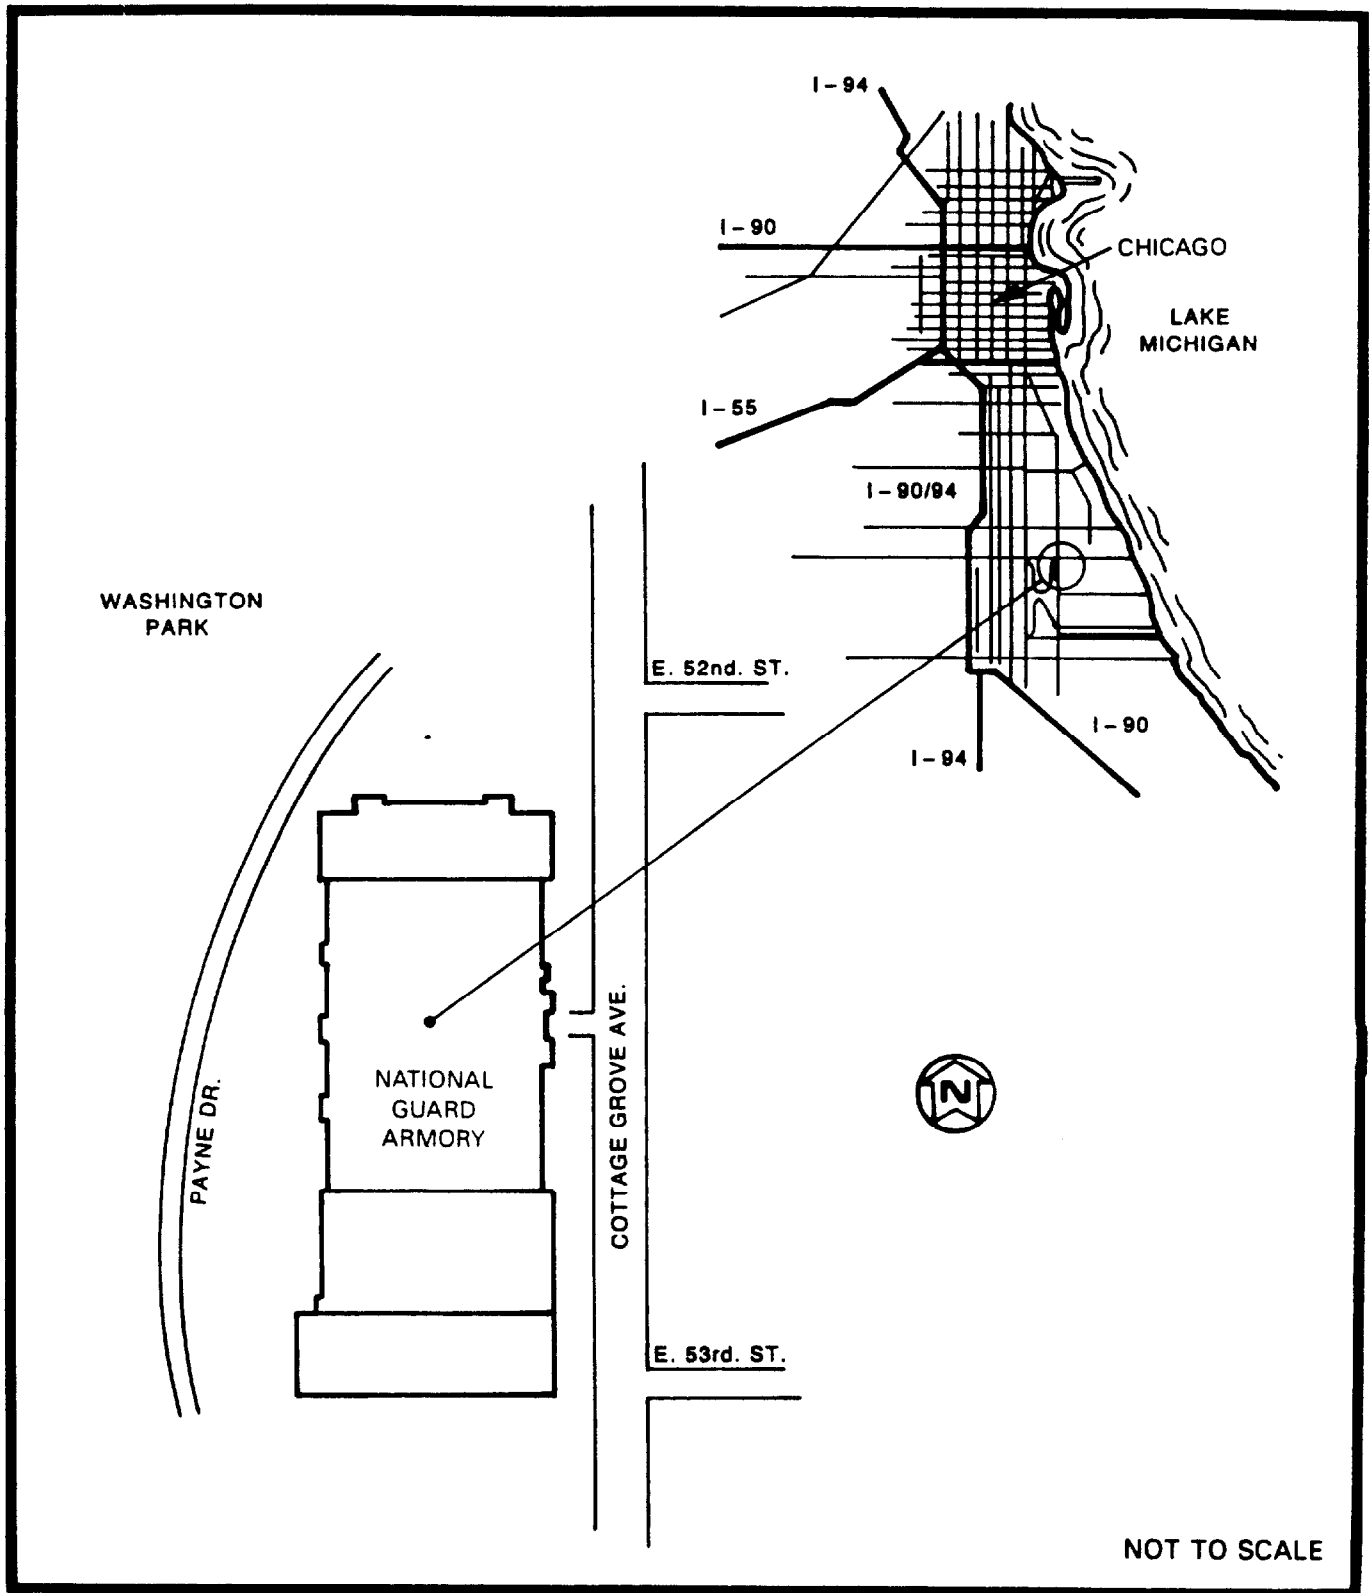 I-94
I-90
CHICAGO
LAKE
MICHIGAN
I-55
I-90/94
WASHINGTON
PARK
E. 52nd. ST.
I-90
I-94
NATIONAL
GUARD
ARMORY
COTTAGE GROVE AVE.
PAYNE DR.
N
E. 53rd. ST.
NOT TO SCALE